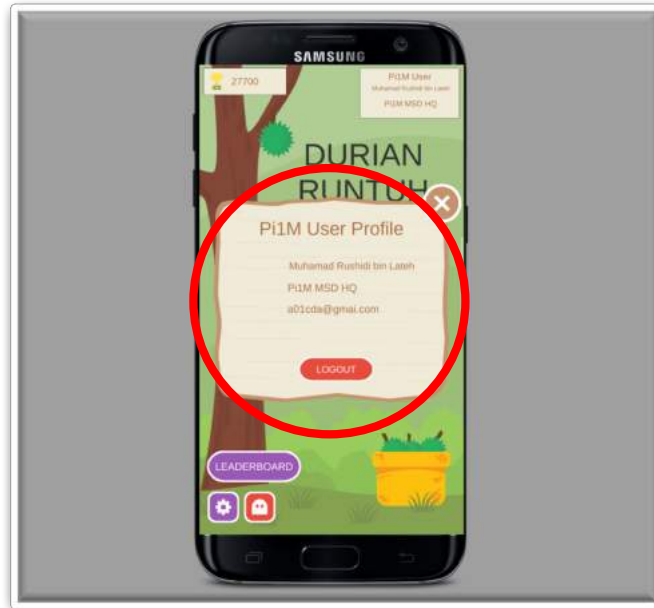 SAMSUNG
27700
Pi1M User
Muhamad Rushidi bin Lateh
Pi1M MSD HQ
DURIAN
RUNTUH
Pi1M User Profile
Muhamad Rushidi bin Lateh
Pi1M MSD HQ
a01cda@gmai.com
LOGOUT
LEADERBOARD